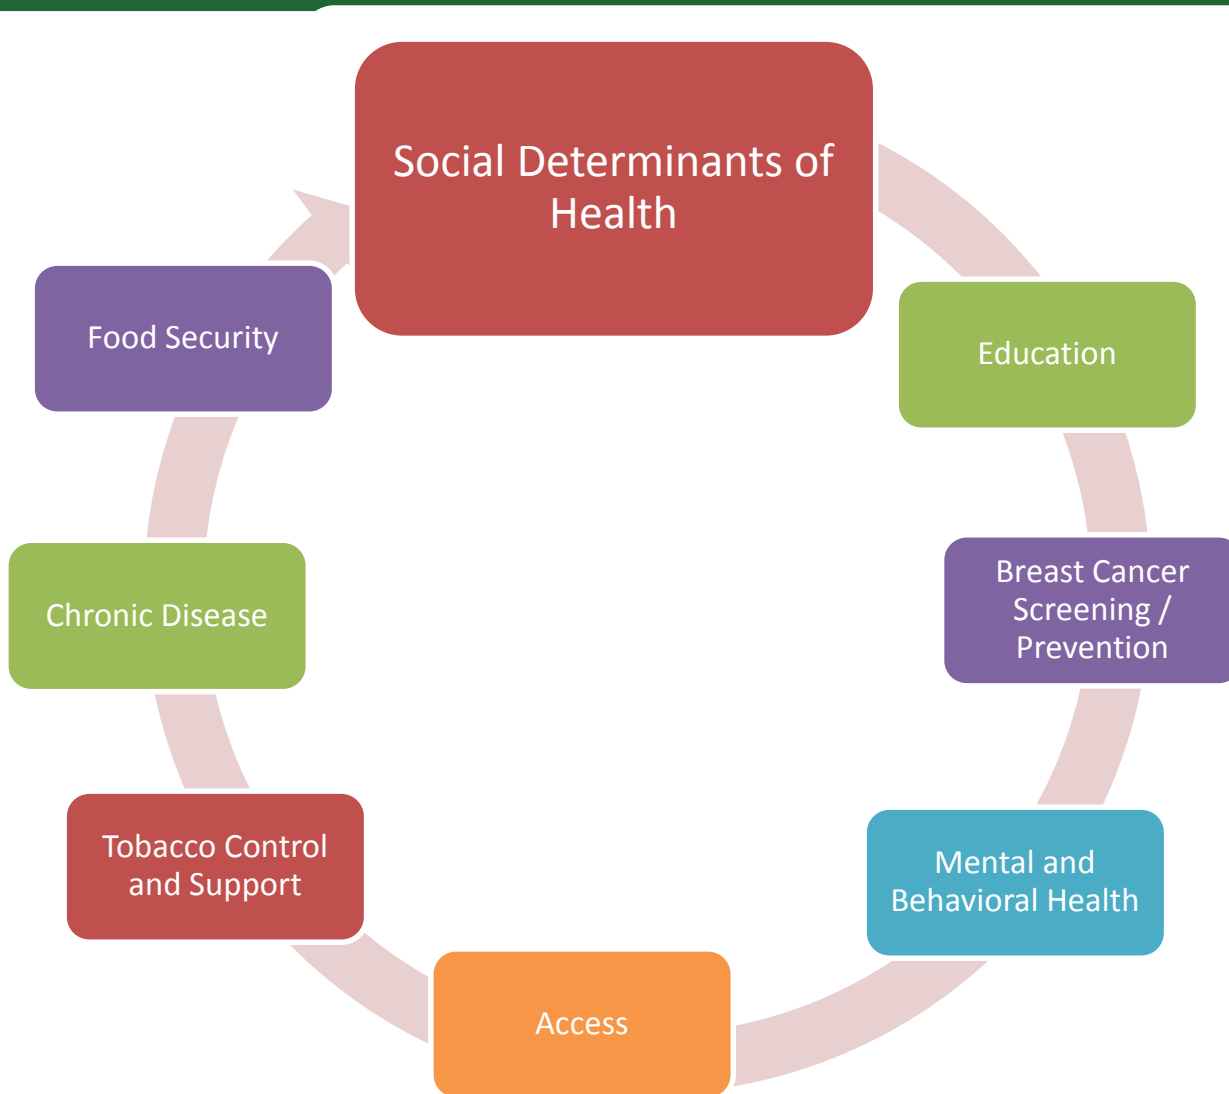 Social Determinants of
Health
Education
Breast Cancer
Screening /
Prevention
Mental and
Behavioral Health
Access
Tobacco Control
and Support
Chronic Disease
Food Security